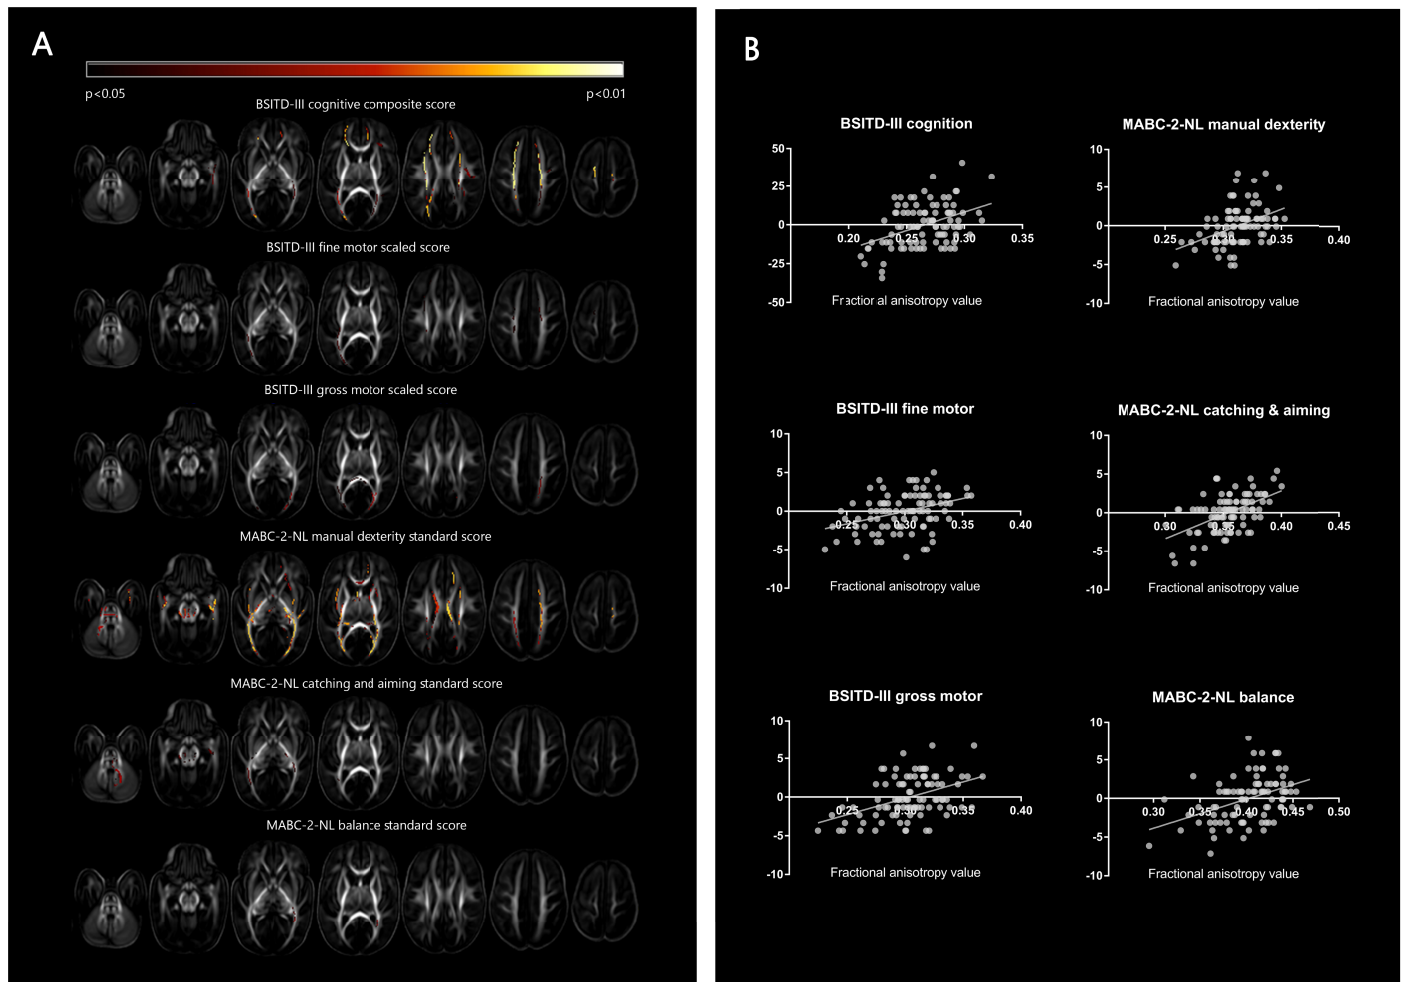 A
p<0.05 p<0.01
BSITD-III cognitive composite score
BSITD-III fine motor scaled score
BSITD-III gross motor scaled score
MABC-2-NL manual dexterity standard score
MABC-2-NL catching and aiming standard score
MABC-2-NL balance standard score
B
BSITD-III cognition
50
25
0
-25
-50
0.20 0.25 0.30 0.35
Fractional anisotropy value
MABC-2-NL manual dexterity
10
5
0
-5
-10
0.25 0.30 0.35 0.40
Fractional anisotropy value
BSITD-III fine motor
10
5
0
-5
-10
0.25 0.30 0.35 0.40
Fractional anisotropy value
MABC-2-NL catching & aiming
10
5
0
-5
-10
0.30 0.35 0.40 0.45
Fractional anisotropy value
BSITD-III gross motor
10
5
0
-5
-10
0.25 0.30 0.35 0.40
Fractional anisotropy value
MABC-2-NL balance
10
5
0
-5
-10
0.30 0.35 0.40 0.45 0.50
Fractional anisotropy value